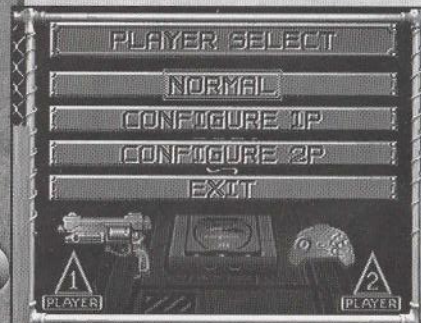 PLAYER SELECT
NORMAL
CONFIGURE 1P
CONFIGURE 2P
EXIT
1
PLAYER
2
PLAYER